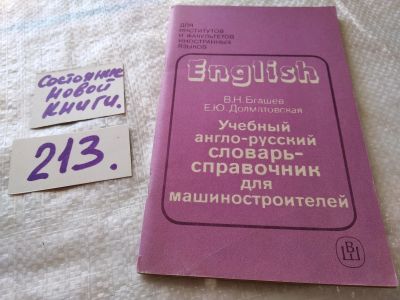 Состояние
новой
книги.
213.
ДЛЯ
ИНСТИТУТОВ
И ФАКУЛЬТЕТОВ
ИНОСТРАННЫХ
ЯЗЫКОВ
English
В.Н.Бгашев
Е.Ю.Долматовская
Учебный
англо-русский
словарь-
справочник
для
машиностроителей